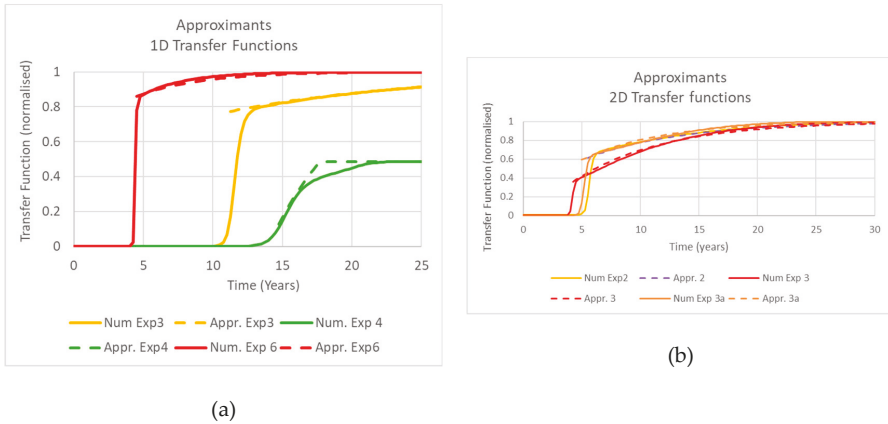 Approximants
1D Transfer Functions
Transfer Function (normalised)
1
0.8
0.6
0.4
0.2
0
0 5 10 15 20 25
Time (Years)
Num Exp3 Appr. Exp3 Num. Exp 4
Appr. Exp4 Num. Exp 6 Appr. Exp6
(a)
Approximants
2D Transfer functions
Transfer Function (normalised)
1
0.8
0.6
0.4
0.2
0
0 5 10 15 20 25 30
Time (years)
Num Exp2 Appr. 2 Num Exp 3
Appr. 3 Num Exp 3a Appr. 3a
(b)